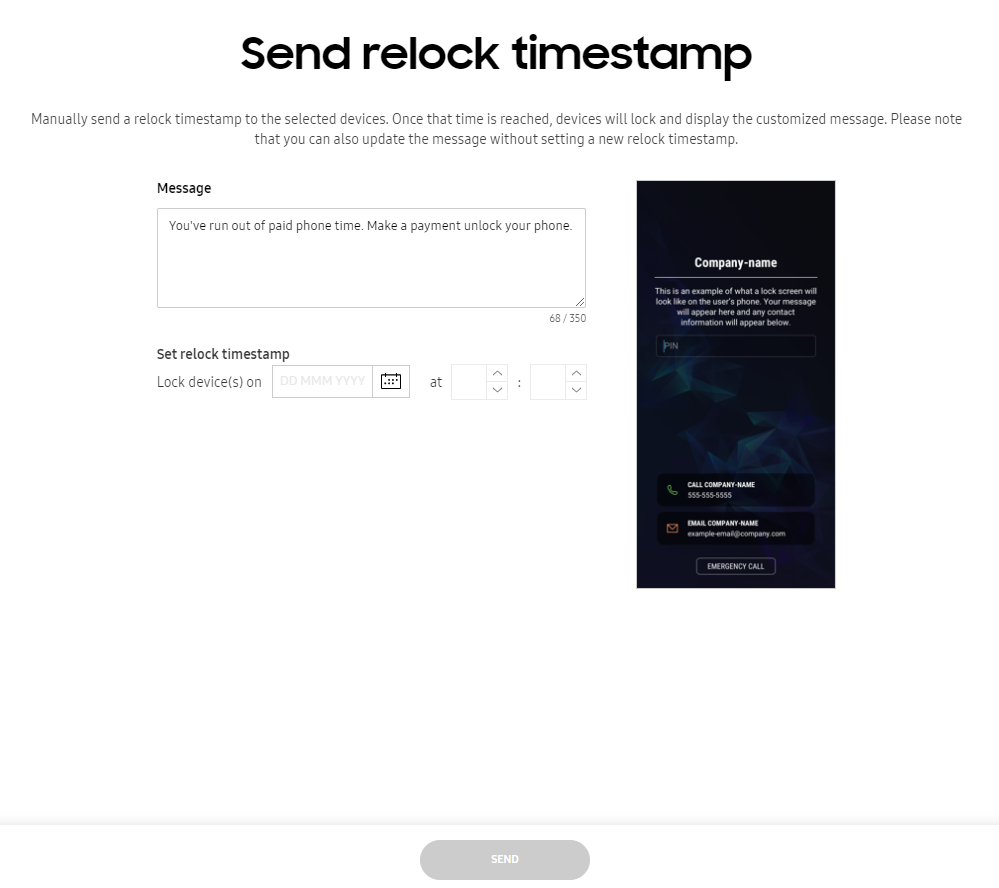 Send relock timestamp
Manually send a relock timestamp to the selected devices. Once that time is reached, devices will lock and display the customized message. Please note
that you can also update the message without setting a new relock timestamp.
Message
You've run out of paid phone time. Make a payment unlock your phone.
68 / 350
Set relock timestamp
Lock device(s) on DD MMM YYYY at :
Company-name
This is an example of what a lock screen will
look like on the user's phone. Your message
will appear here and any contact
information will appear below.
PIN
CALL COMPANY-NAME
555-555-5555
EMAIL COMPANY-NAME
example-email@company.com
EMERGENCY CALL
SEND